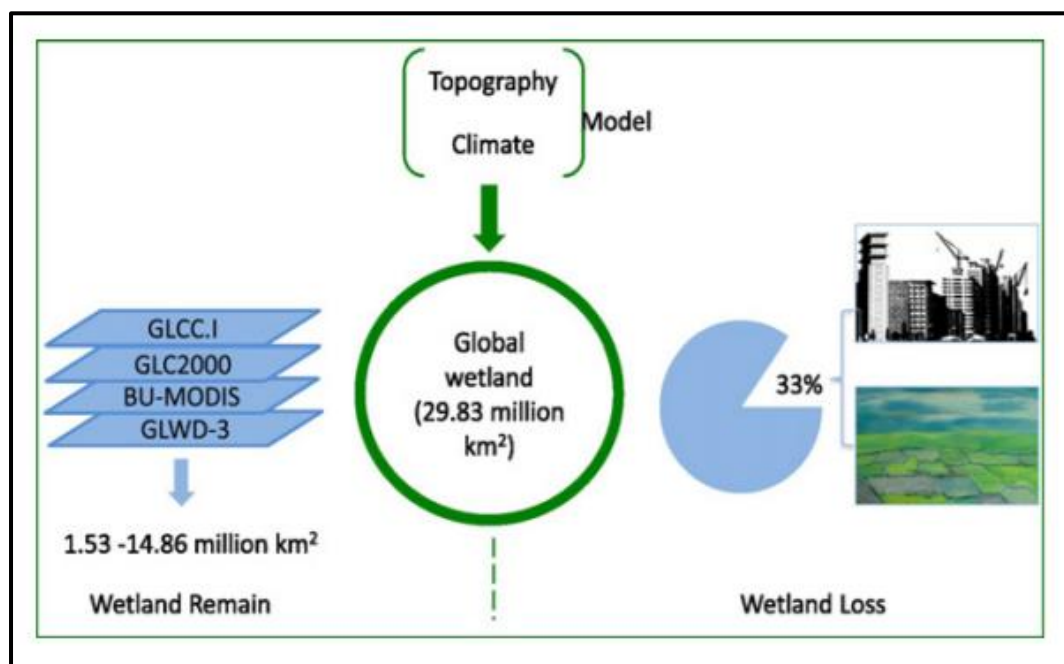 Topography
Climate
Model
GLCC.I
GLC2000
BU-MODIS
GLWD-3
1.53 -14.86 million km²
Wetland Remain
Global
wetland
(29.83 million
km²)
33%
Wetland Loss